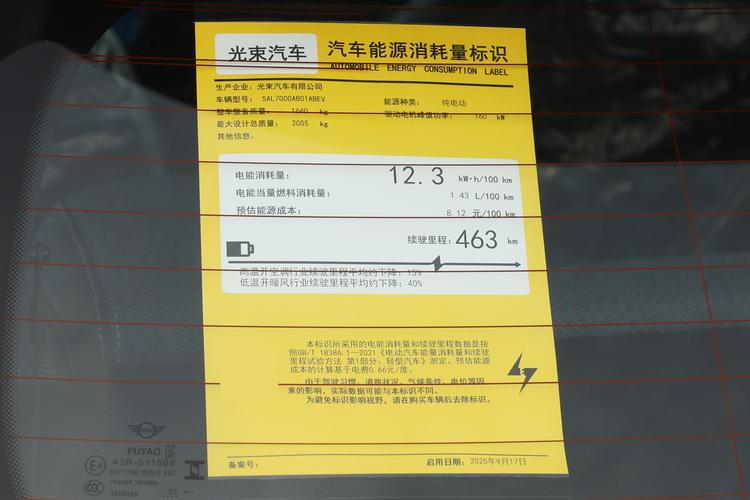 光束汽车
汽车能源消耗量标识
AUTOMOBILE ENERGY CONSUMPTION LABEL
生产企业：光束汽车有限公司
车辆型号： SAL7000AB01ABEV 能源种类： 纯电动
整车整备质量： 1640 kg 驱动电机峰值功率： 160 kW
最大设计总质量： 2055 kg
其他信息：
电能消耗量： 12.3 kW·h/100 km
电能当量燃料消耗量： 1.43 L/100 km
预估能源成本： 8.12 元/100 km
续驶里程： 463 km
高温开空调行业续驶里程平均约下降：15%
低温开暖风行业续驶里程平均约下降：40%
本标识所采用的电能消耗量和续驶里程数据是按
照GB/T 18386.1—2021《电动汽车能量消耗量和续驶
里程试验方法 第1部分：轻型汽车》测定。预估能源
成本的计算基于电费0.66元/度。
由于驾驶习惯、道路状况、气候条件、电价等因
素的影响，实际数据可能与本标识不同。
为避免标识影响视野，请在购买车辆后去除标识。
备案号： 启用日期：2025年9月17日
MINI
FUYAO
E4 43R-011568
CCC